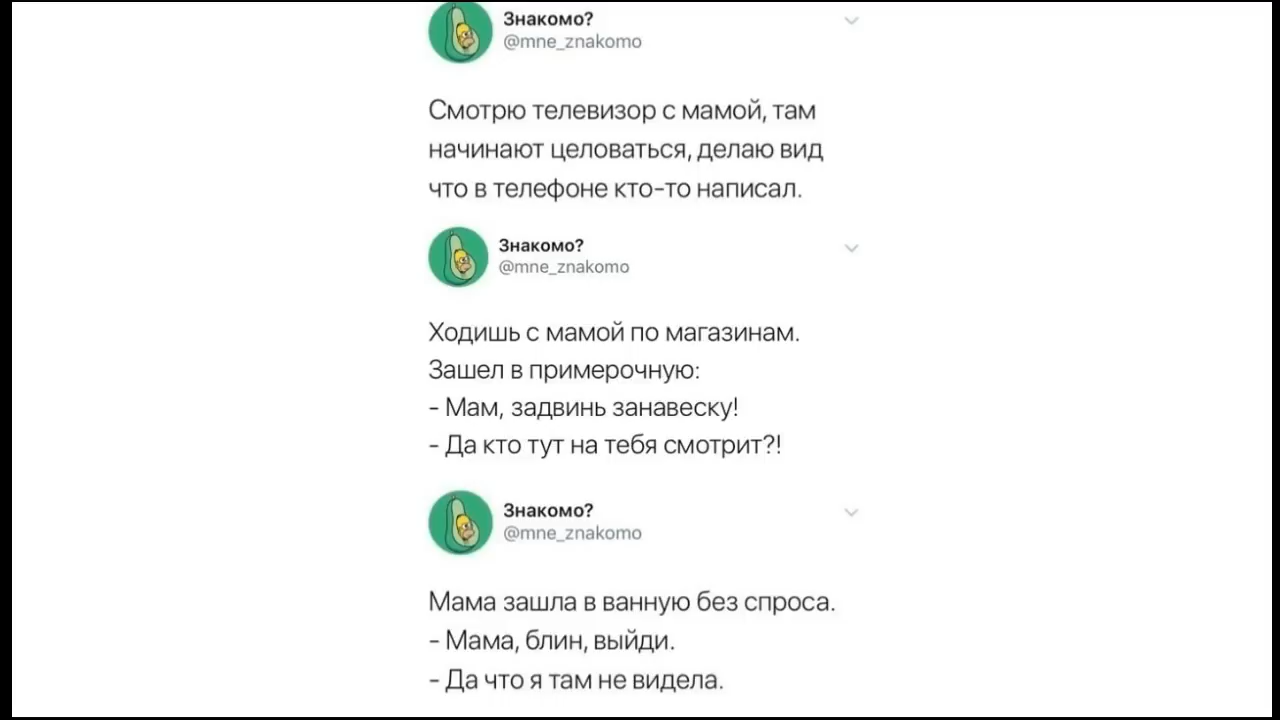 Знакомо?
@mne_znakomo
Смотрю телевизор с мамой, там
начинают целоваться, делаю вид
что в телефоне кто-то написал.
Знакомо?
@mne_znakomo
Ходишь с мамой по магазинам.
Зашел в примерочную:
- Мам, задвинь занавеску!
- Да кто тут на тебя смотрит?!
Знакомо?
@mne_znakomo
Мама зашла в ванную без спроса.
- Мама, блин, выйди.
- Да что я там не видела.